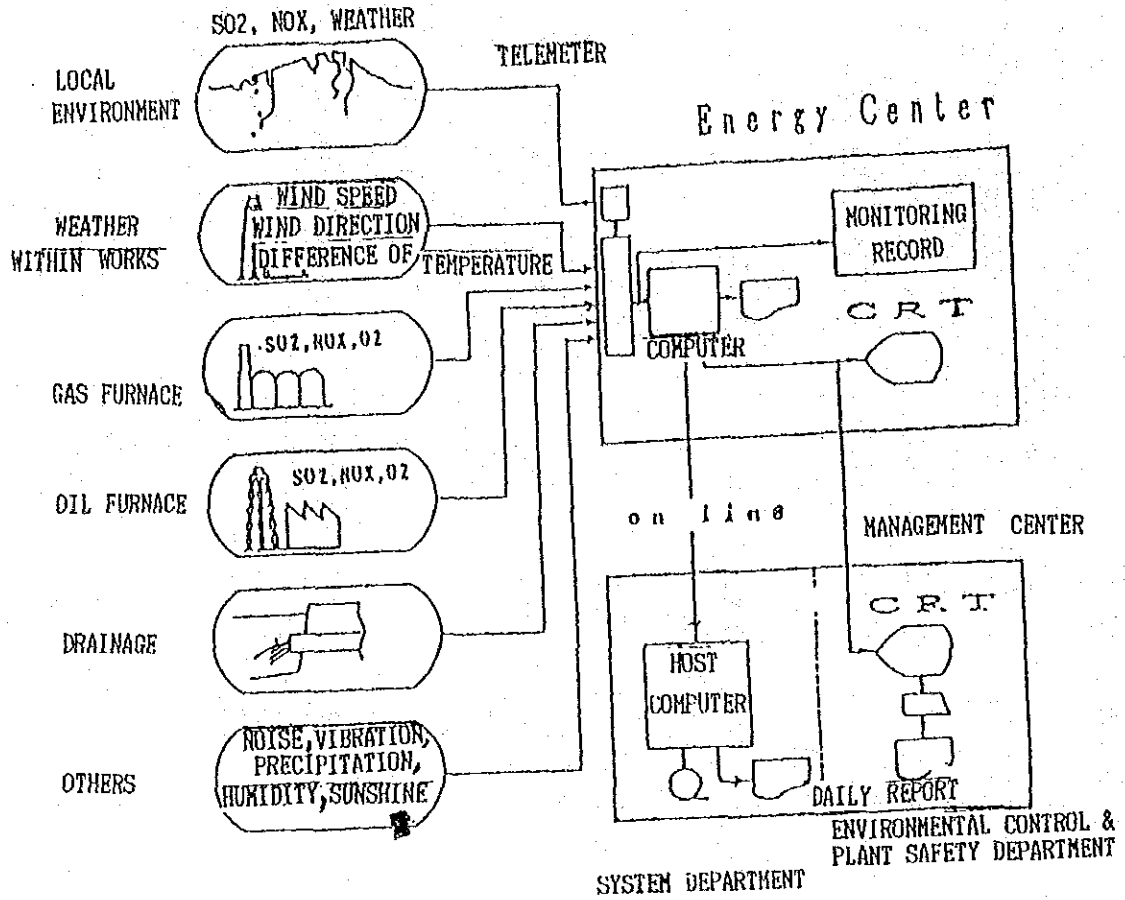 SO2, NOX, WEATHER
TELEMETER
LOCAL
ENVIRONMENT
Energy Center
WIND SPEED
WIND DIRECTION
DIFFERENCE OF TEMPERATURE
WEATHER
WITHIN WORKS
MONITORING
RECORD
CRT
COMPUTER
SO2, NOX, O2
GAS FURNACE
SO2, NOX, O2
OIL FURNACE
on line
MANAGEMENT CENTER
CRT
DRAINAGE
HOST
COMPUTER
NOISE, VIBRATION,
PRECIPITATION,
HUMIDITY, SUNSHINE
OTHERS
DAILY REPORT
ENVIRONMENTAL CONTROL &
PLANT SAFETY DEPARTMENT
SYSTEM DEPARTMENT